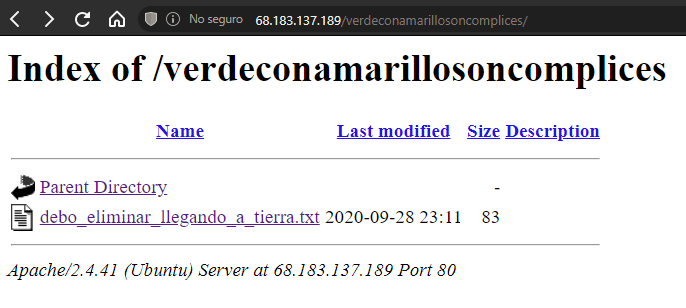 No seguro 68.183.137.189/verdeconamarillosoncomplices/
Index of /verdeconamarillosoncomplices
Name Last modified Size Description
Parent Directory -
debo_eliminar_llegando_a_tierra.txt 2020-09-28 23:11 83
Apache/2.4.41 (Ubuntu) Server at 68.183.137.189 Port 80